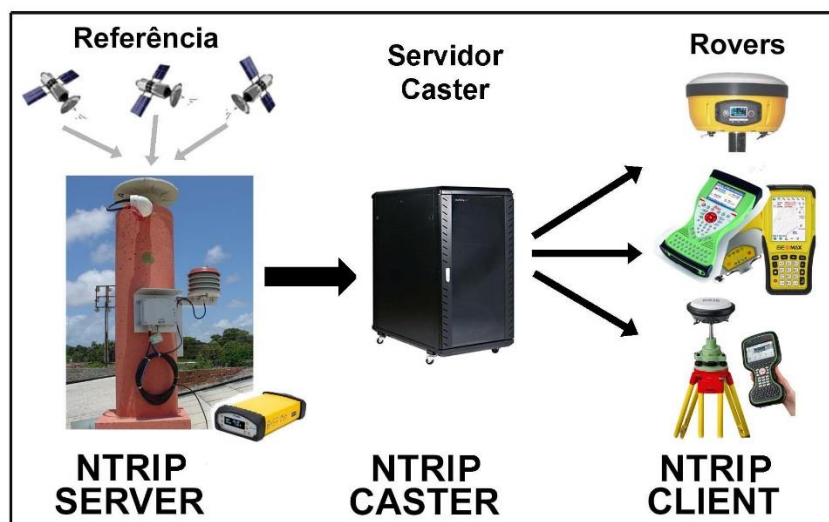 Referência
Servidor
Caster
Rovers
NTRIP
SERVER
NTRIP
CASTER
NTRIP
CLIENT